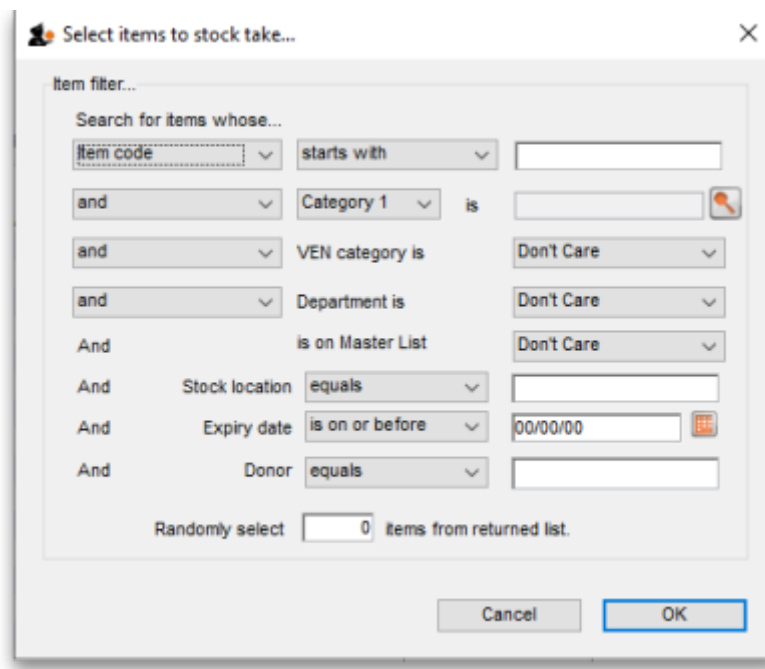 Select items to stock take...
Item filter...
Search for items whose...
Item code starts with
and Category 1 is
and VEN category is Don't Care
and Department is Don't Care
And is on Master List Don't Care
And Stock location equals
And Expiry date is on or before 00/00/00
And Donor equals
Randomly select 0 items from returned list.
Cancel OK